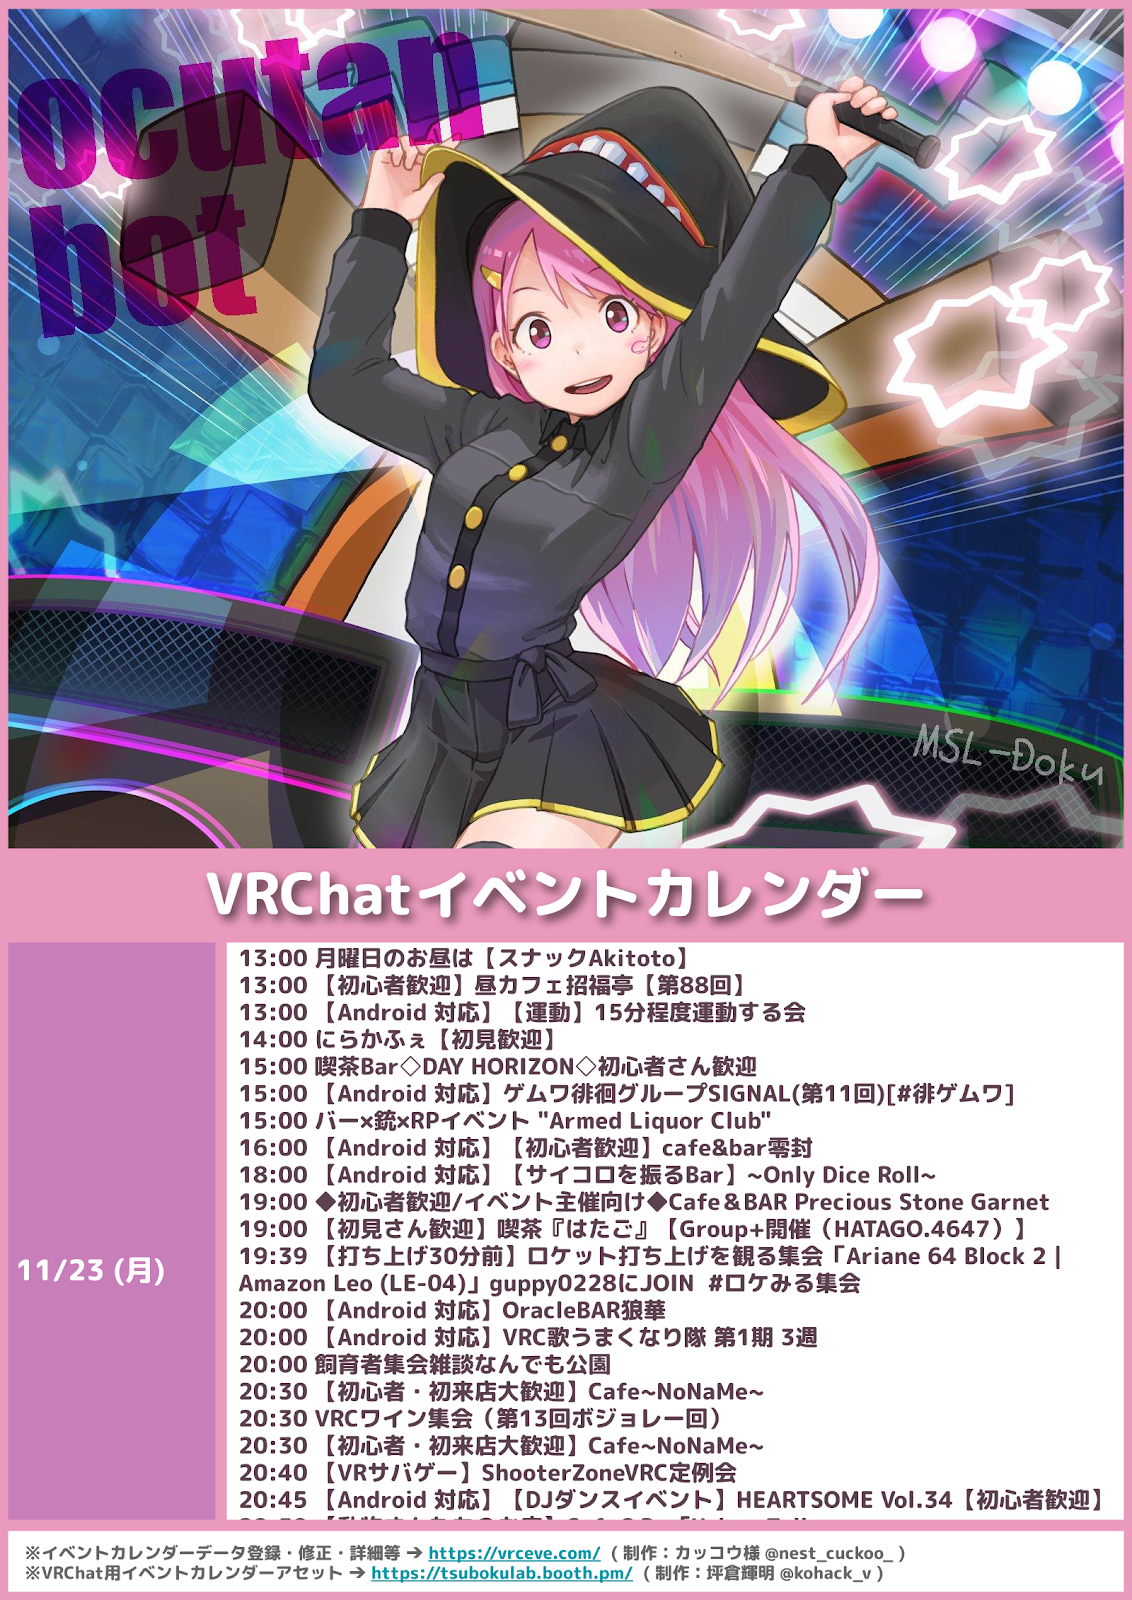 ocutan
bot
MSL-Doku
VRChatイベントカレンダー
11/23 (月)
13:00 月曜日のお昼は【スナックAkitoto】
13:00 【初心者歓迎】昼カフェ招福亭【第88回】
13:00 【Android 対応】【運動】15分程度運動する会
14:00 にらかふぇ【初見歓迎】
15:00 喫茶Bar◇DAY HORIZON◇初心者さん歓迎
15:00 【Android 対応】ゲムワ徘徊グループSIGNAL(第11回)[#徘ゲムワ]
15:00 バー×銃×RPイベント "Armed Liquor Club"
16:00 【Android 対応】【初心者歓迎】cafe&bar零封
18:00 【Android 対応】【サイコロを振るBar】~Only Dice Roll~
19:00 ◆初心者歓迎/イベント主催向け◆Cafe＆BAR Precious Stone Garnet
19:00 【初見さん歓迎】喫茶『はたご』【Group+開催（HATAGO.4647）】
19:39 【打ち上げ30分前】ロケット打ち上げを観る集会「Ariane 64 Block 2 |
Amazon Leo (LE-04)」guppy0228にJOIN #ロケみる集会
20:00 【Android 対応】OracleBAR狼華
20:00 【Android 対応】VRC歌うまくなり隊 第1期 3週
20:00 飼育者集会雑談なんでも公園
20:30 【初心者・初来店大歓迎】Cafe~NoNaMe~
20:30 VRCワイン集会（第13回ボジョレー回）
20:30 【初心者・初来店大歓迎】Cafe~NoNaMe~
20:40 【VRサバゲー】ShooterZoneVRC定例会
20:45 【Android 対応】【DJダンスイベント】HEARTSOME Vol.34【初心者歓迎】
※イベントカレンダーデータ登録・修正・詳細等 ➔ https://vrceve.com/ ( 制作：カッコウ様 @nest_cuckoo_ )
※VRChat用イベントカレンダーアセット ➔ https://tsubokulab.booth.pm/ ( 制作：坪倉輝明 @kohack_v )